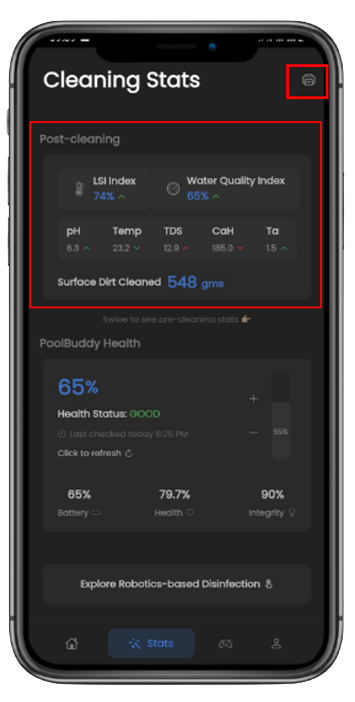 Cleaning Stats
Post-cleaning
LSI Index
74%
Water Quality Index
65%
pH Temp TDS CaH Ta
6.3 23.2 12.9 185.0 1.5
Surface Dirt Cleaned 548 gms
Swipe to see pre-cleaning stats
PoolBuddy Health
65%
Health Status: GOOD
Last checked today 8:26 PM
Click to refresh
+
−
65%
65% 79.7% 90%
Battery Health Integrity
Explore Robotics-based Disinfection
Stats